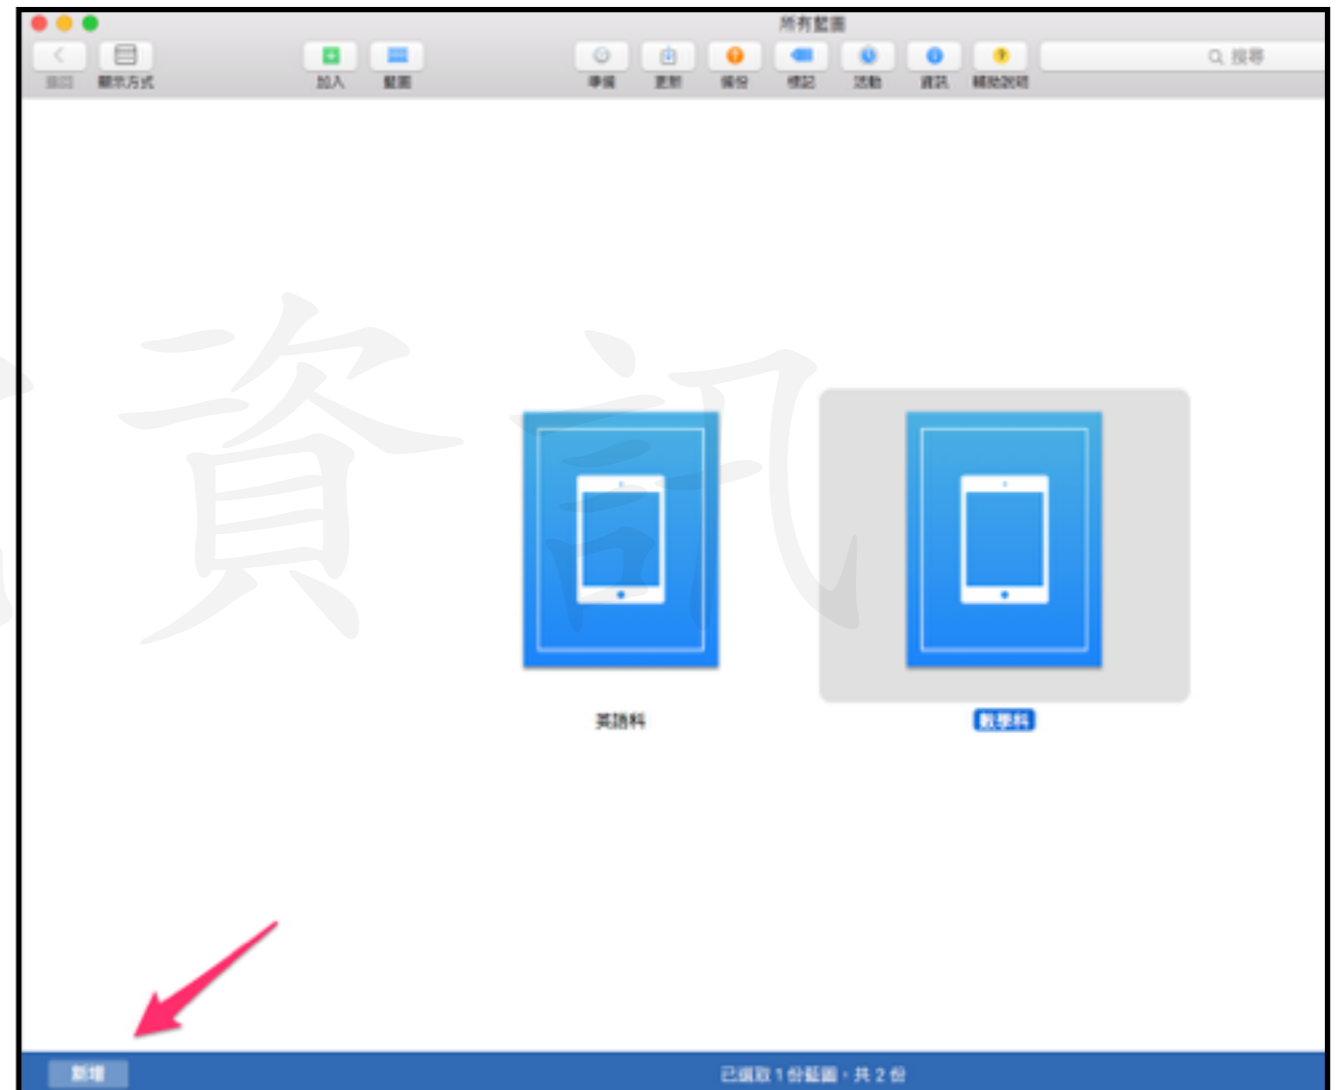 所有藍圖
返回 顯示方式 加入 藍圖 準備 更新 備份 標記 活動 資訊 輔助說明 搜尋
資訊
英語科 數學科
新增 已選取 1 份藍圖，共 2 份